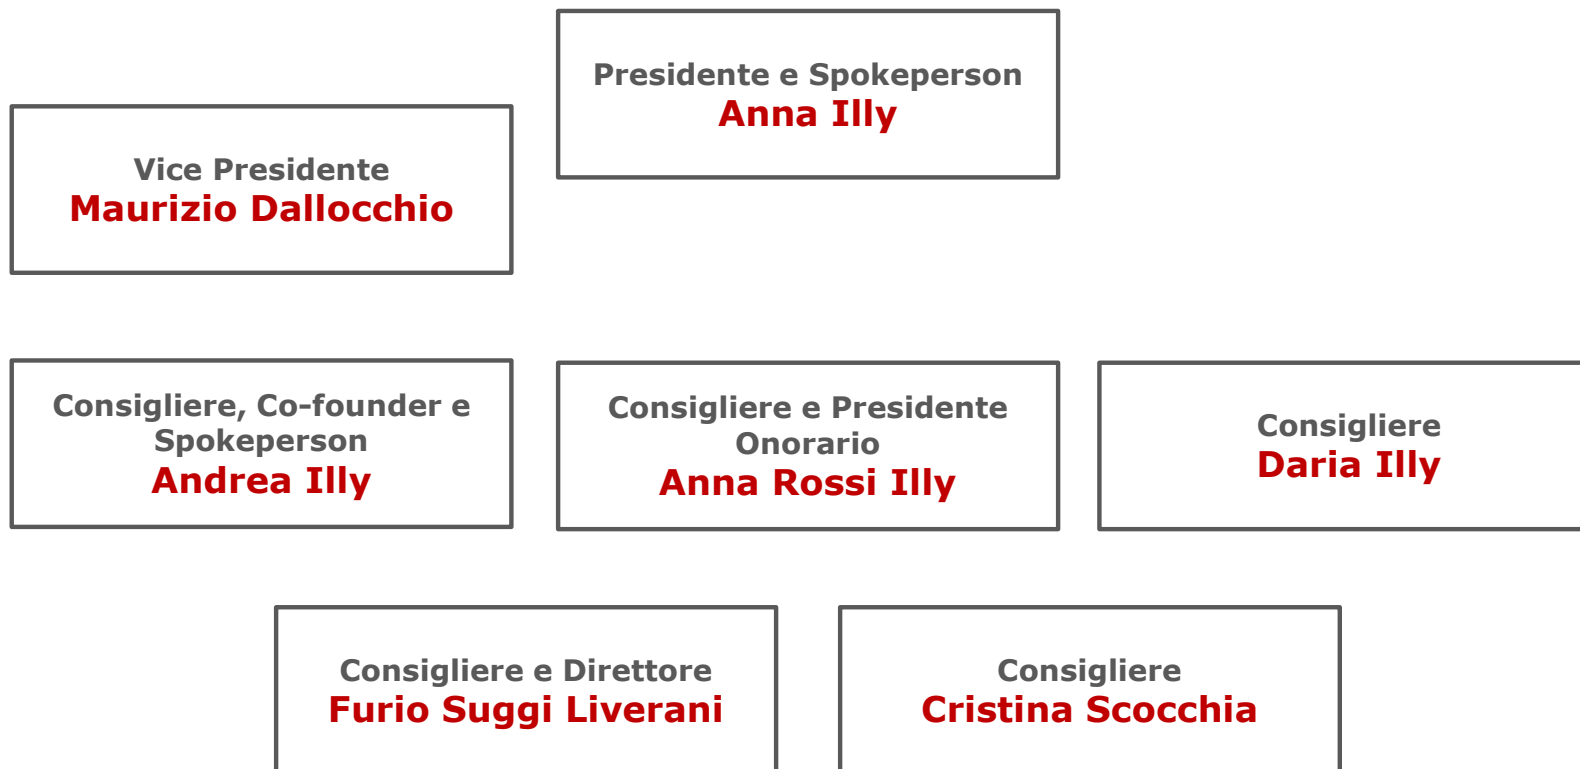 Presidente e Spokeperson
Anna Illy
Vice Presidente
Maurizio Dallocchio
Consigliere, Co-founder e
Spokeperson
Andrea Illy
Consigliere e Presidente
Onorario
Anna Rossi Illy
Consigliere
Daria Illy
Consigliere e Direttore
Furio Suggi Liverani
Consigliere
Cristina Scocchia